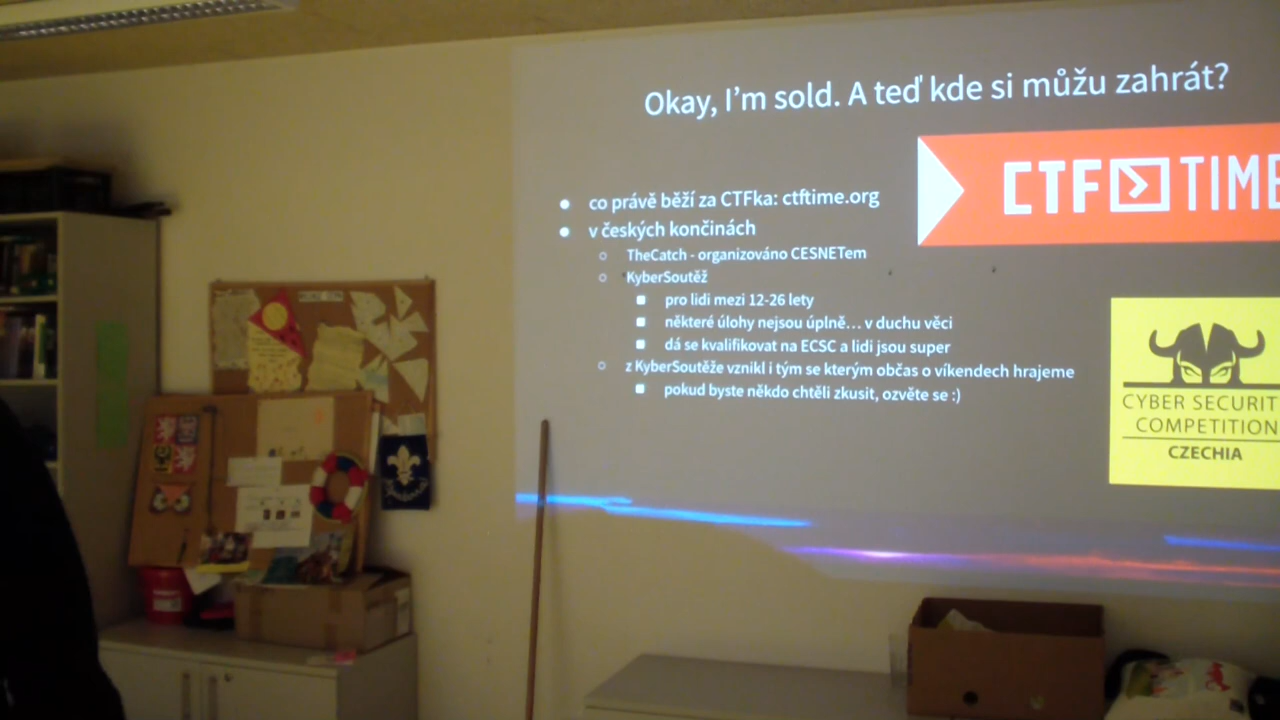 Okay, I'm sold. A teď kde si můžu zahrát?
CTF TIME
co právě běží za CTFka: ctftime.org
v českých končinách
TheCatch - organizováno CESNETem
KyberSoutěž
pro lidi mezi 12-26 lety
některé úlohy nejsou úplně... v duchu věci
dá se kvalifikovat na ECSC a lidi jsou super
z KyberSoutěže vznikl i tým se kterým občas o víkendech hrajeme
pokud byste někdo chtěli zkusit, ozvěte se :)
CYBER SECURIT
COMPETITION
CZECHIA